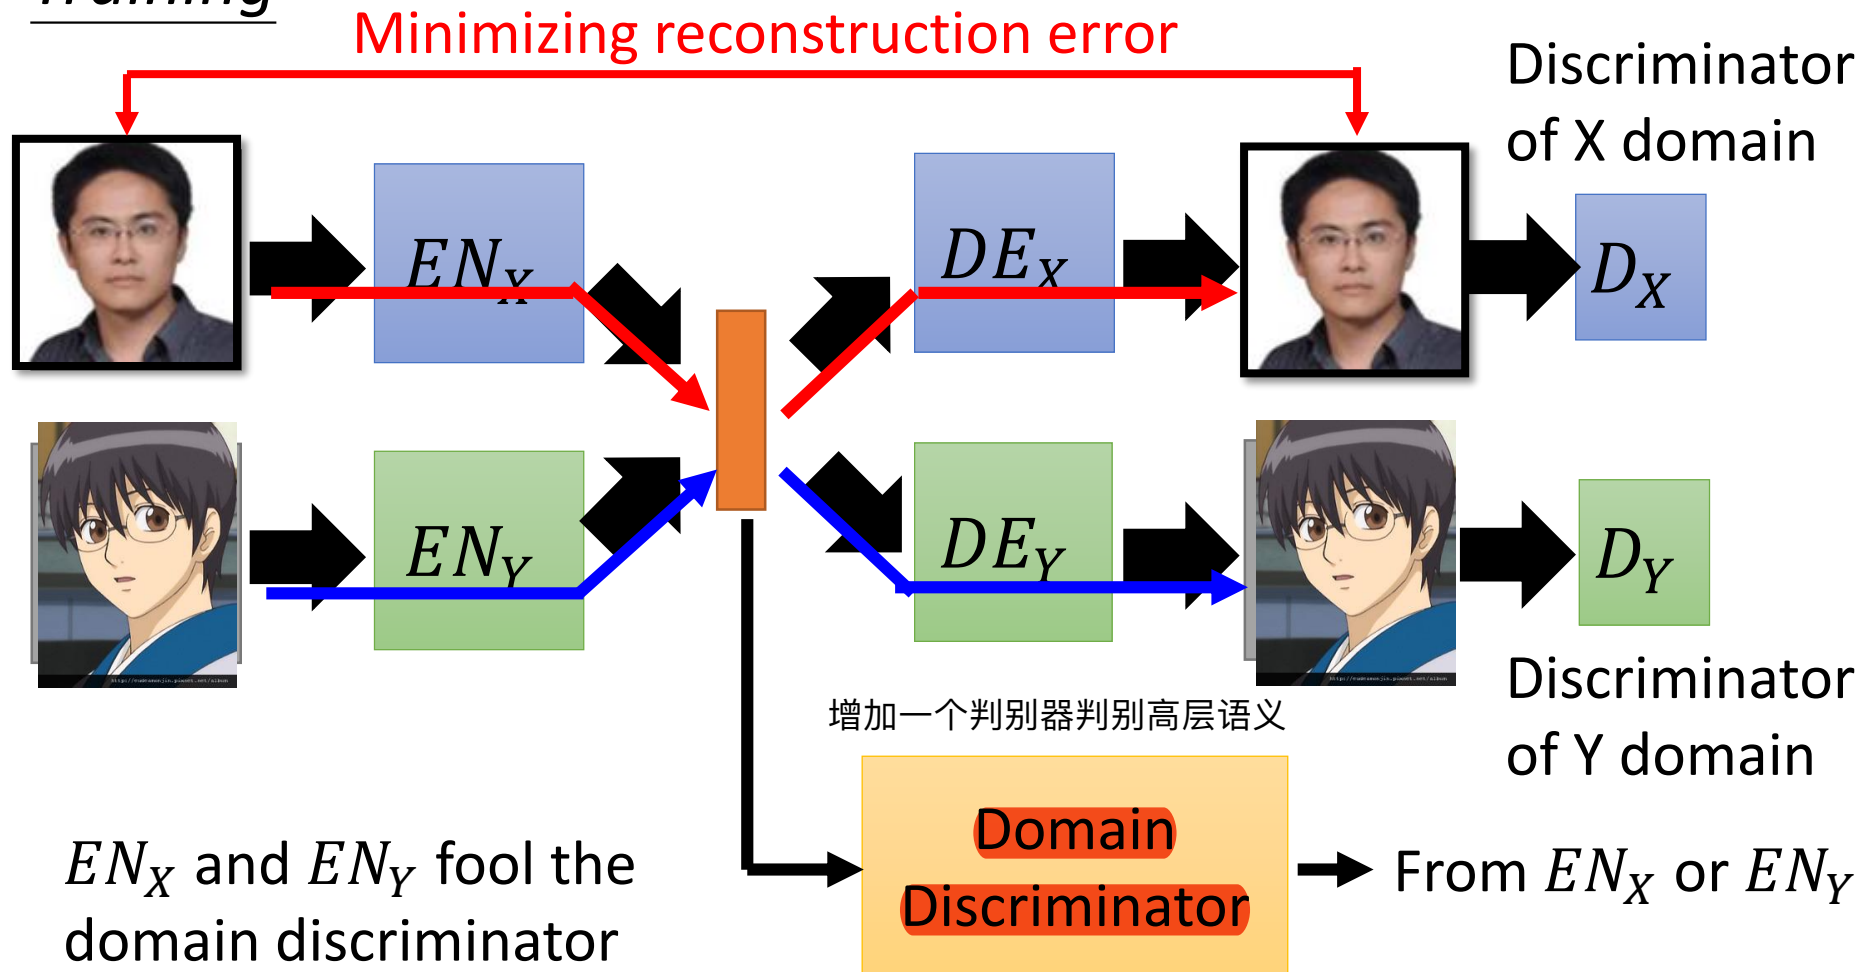 Training
Minimizing reconstruction error
Discriminator
of X domain
EN_X
DE_X
D_X
EN_Y
DE_Y
D_Y
Discriminator
of Y domain
增加一个判别器判别高层语义
Domain
Discriminator
From EN_X or EN_Y
EN_X and EN_Y fool the
domain discriminator